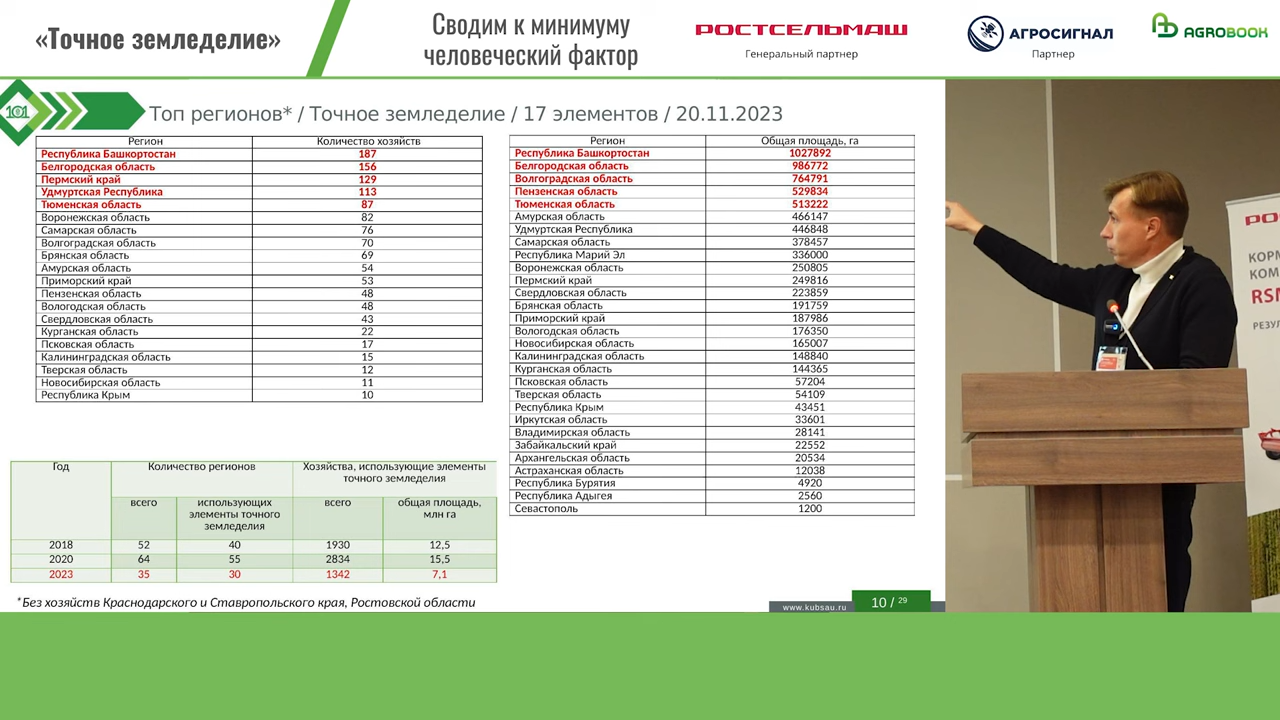 «Точное земледелие»
Сводим к минимуму
человеческий фактор
РОСТСЕЛЬМАШ
Генеральный партнер
АГРОСИГНАЛ
Партнер
AGROBOOK
101
Топ регионов* / Точное земледелие / 17 элементов / 20.11.2023
Регион Количество хозяйств
Республика Башкортостан 187
Белгородская область 156
Пермский край 129
Удмуртская Республика 113
Тюменская область 87
Воронежская область 82
Самарская область 76
Волгоградская область 70
Брянская область 69
Амурская область 54
Приморский край 53
Пензенская область 48
Вологодская область 48
Свердловская область 43
Курганская область 22
Псковская область 17
Калининградская область 15
Тверская область 12
Новосибирская область 11
Республика Крым 10
Регион Общая площадь, га
Республика Башкортостан 1027892
Белгородская область 986772
Волгоградская область 764791
Пензенская область 529834
Тюменская область 513222
Амурская область 466147
Удмуртская Республика 446848
Самарская область 378457
Республика Марий Эл 336000
Воронежская область 250805
Пермский край 249816
Свердловская область 223859
Брянская область 191759
Приморский край 187986
Вологодская область 176350
Новосибирская область 165007
Калининградская область 148840
Курганская область 144365
Псковская область 57204
Тверская область 54109
Республика Крым 43451
Иркутская область 33601
Владимирская область 28141
Забайкальский край 22552
Архангельская область 20534
Астраханская область 12038
Республика Бурятия 4920
Республика Адыгея 2560
Севастополь 1200
Год Количество регионов Хозяйства, использующие элементы
точного земледелия
всего использующих всего общая площадь,
элементы точного млн га
земледелия
2018 52 40 1930 12,5
2020 64 55 2834 15,5
2023 35 30 1342 7,1
*Без хозяйств Краснодарского и Ставропольского края, Ростовской области
www.kubsau.ru
10 / 29
РО
КОРМ
КОМ
RSM
РЕЗУЛ